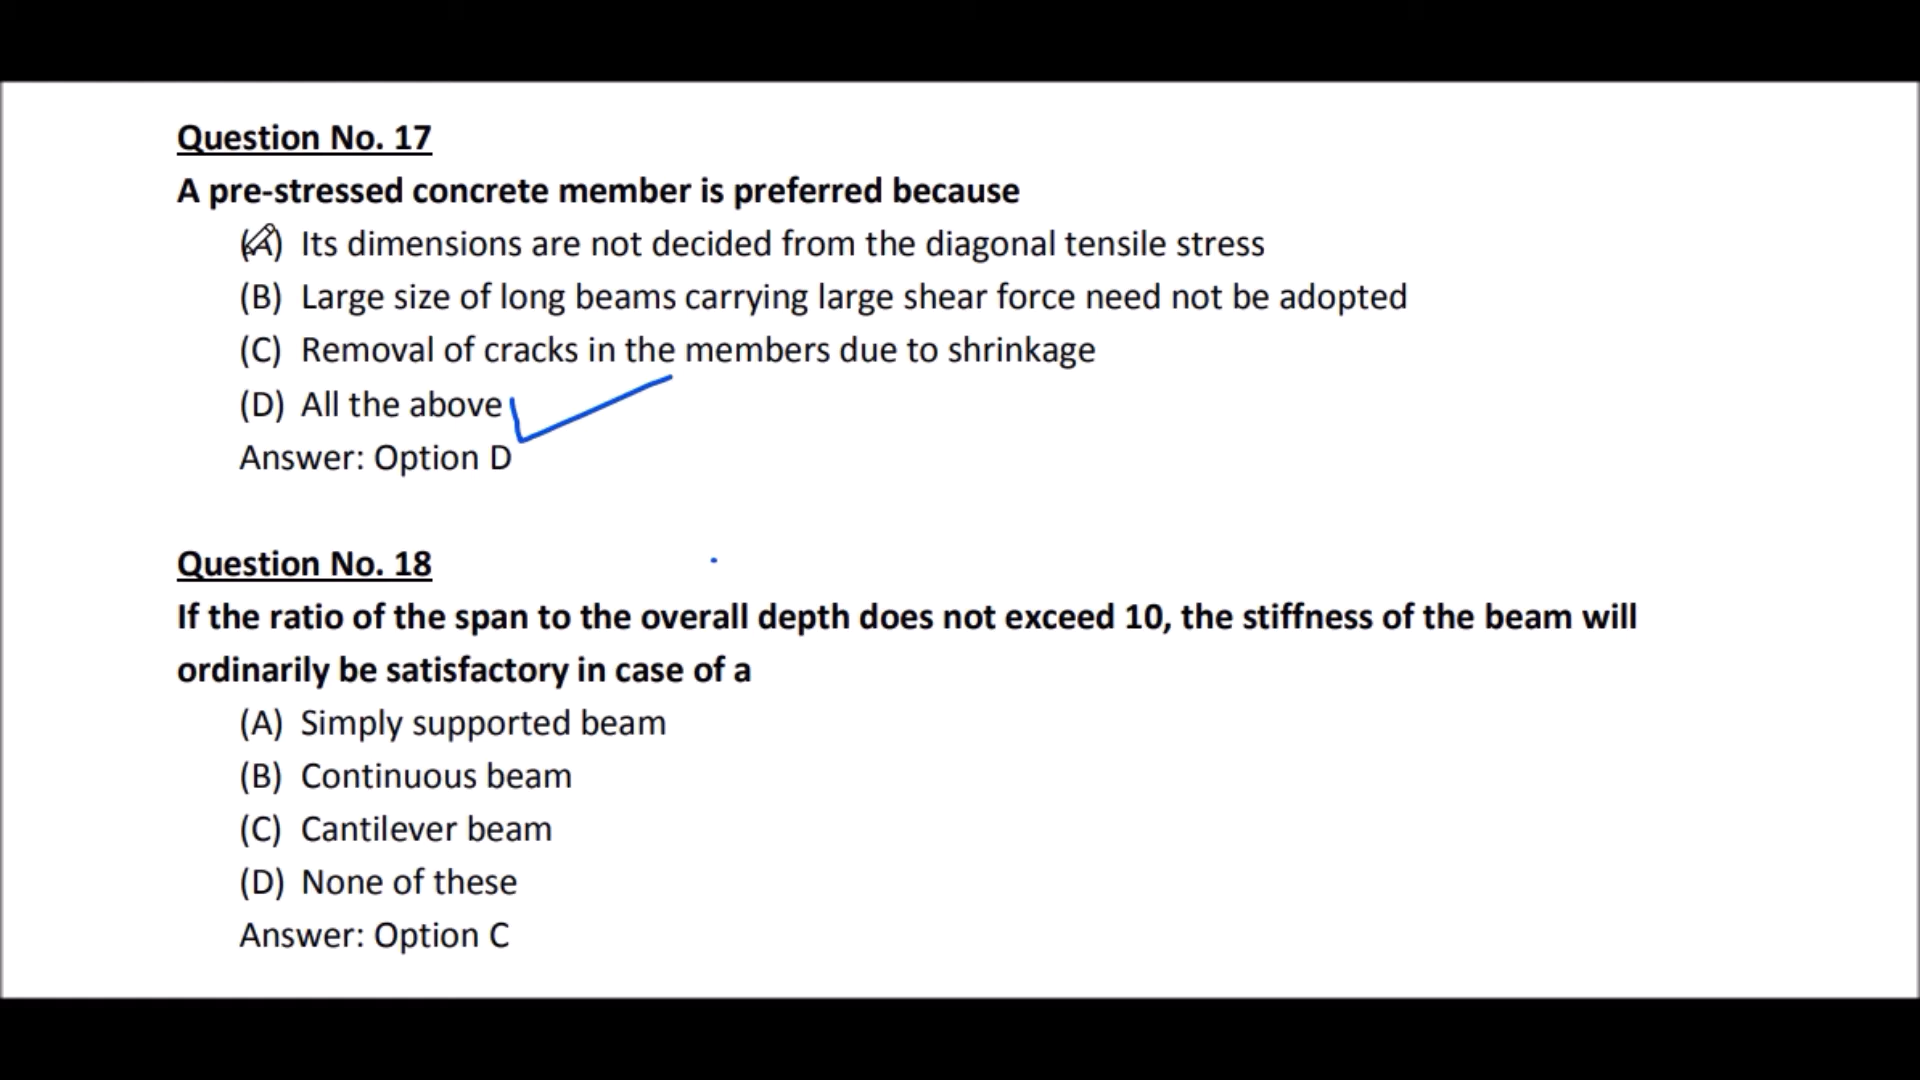 Question No. 17
A pre-stressed concrete member is preferred because
(A) Its dimensions are not decided from the diagonal tensile stress
(B) Large size of long beams carrying large shear force need not be adopted
(C) Removal of cracks in the members due to shrinkage
(D) All the above
Answer: Option D
Question No. 18
If the ratio of the span to the overall depth does not exceed 10, the stiffness of the beam will
ordinarily be satisfactory in case of a
(A) Simply supported beam
(B) Continuous beam
(C) Cantilever beam
(D) None of these
Answer: Option C